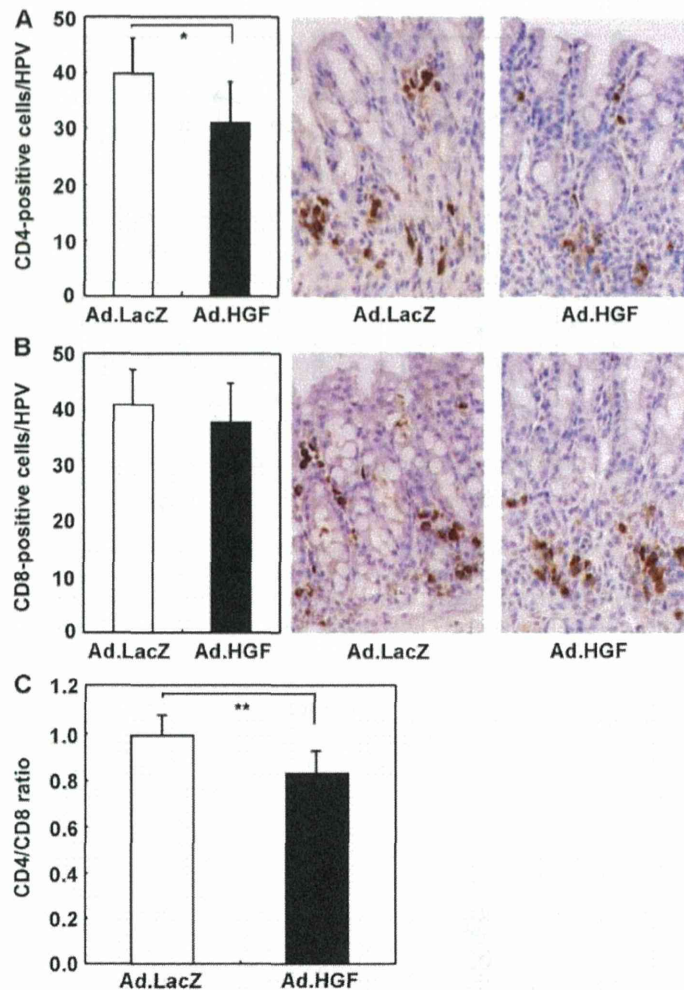 A
CD4-positive cells/HPV
50
40
30
20
10
0
*
Ad.LacZ
Ad.HGF
Ad.LacZ
Ad.HGF
B
CD8-positive cells/HPV
50
40
30
20
10
0
Ad.LacZ
Ad.HGF
Ad.LacZ
Ad.HGF
C
CD4/CD8 ratio
1.2
1.0
0.8
0.6
0.4
0.2
0.0
**
Ad.LacZ
Ad.HGF